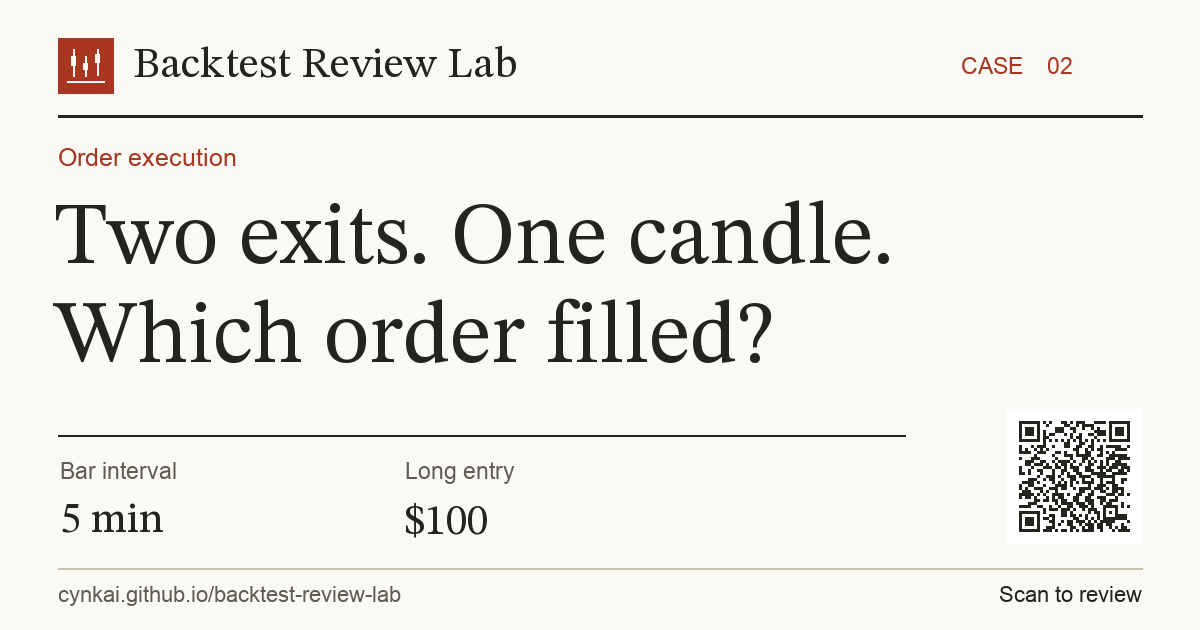 Backtest Review Lab
CASE 02
Order execution
Two exits. One candle.
Which order filled?
Bar interval
Long entry
5 min
$100
cynkai.github.io/backtest-review-lab
Scan to review